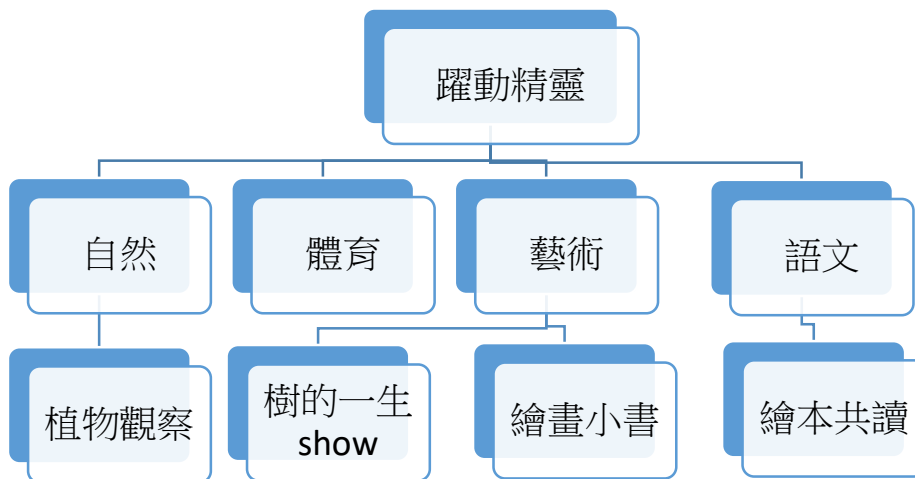 躍動精靈
自然
體育
藝術
語文
植物觀察
樹的一生
show
繪畫小書
繪本共讀